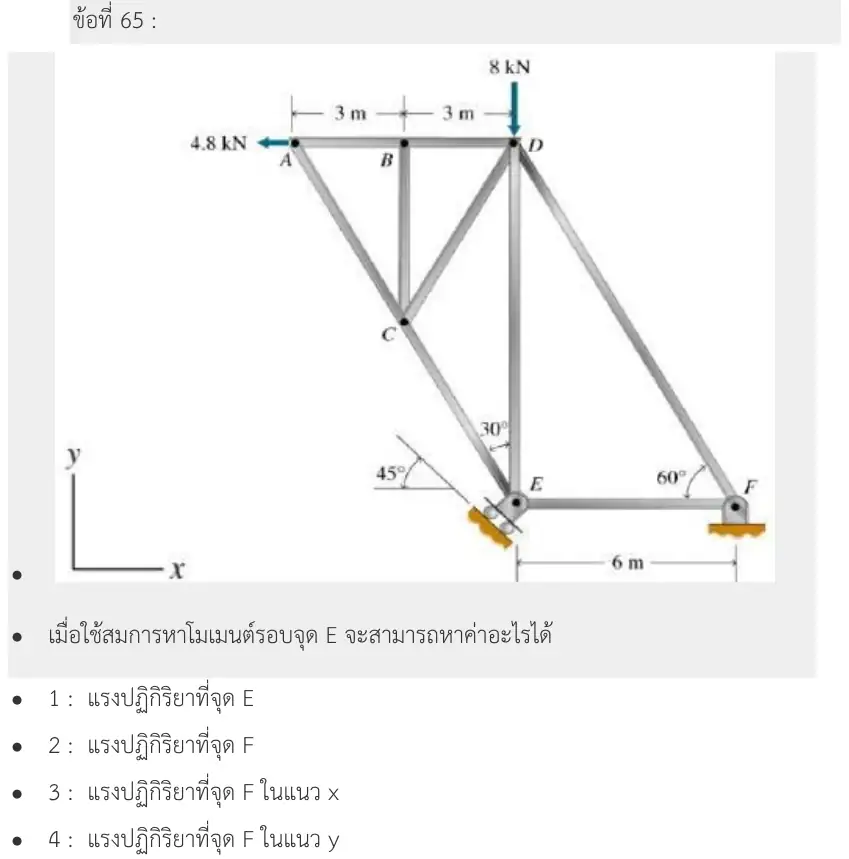 ข้อที่ 65 :
8 kN
3 m
3 m
4.8 kN
A
B
D
C
30°
45°
60°
E
F
y
6 m
x
เมื่อใช้สมการหาโมเมนต์รอบจุด E จะสามารถหาค่าอะไรได้
1 : แรงปฏิกิริยาที่จุด E
2 : แรงปฏิกิริยาที่จุด F
3 : แรงปฏิกิริยาที่จุด F ในแนว x
4 : แรงปฏิกิริยาที่จุด F ในแนว y